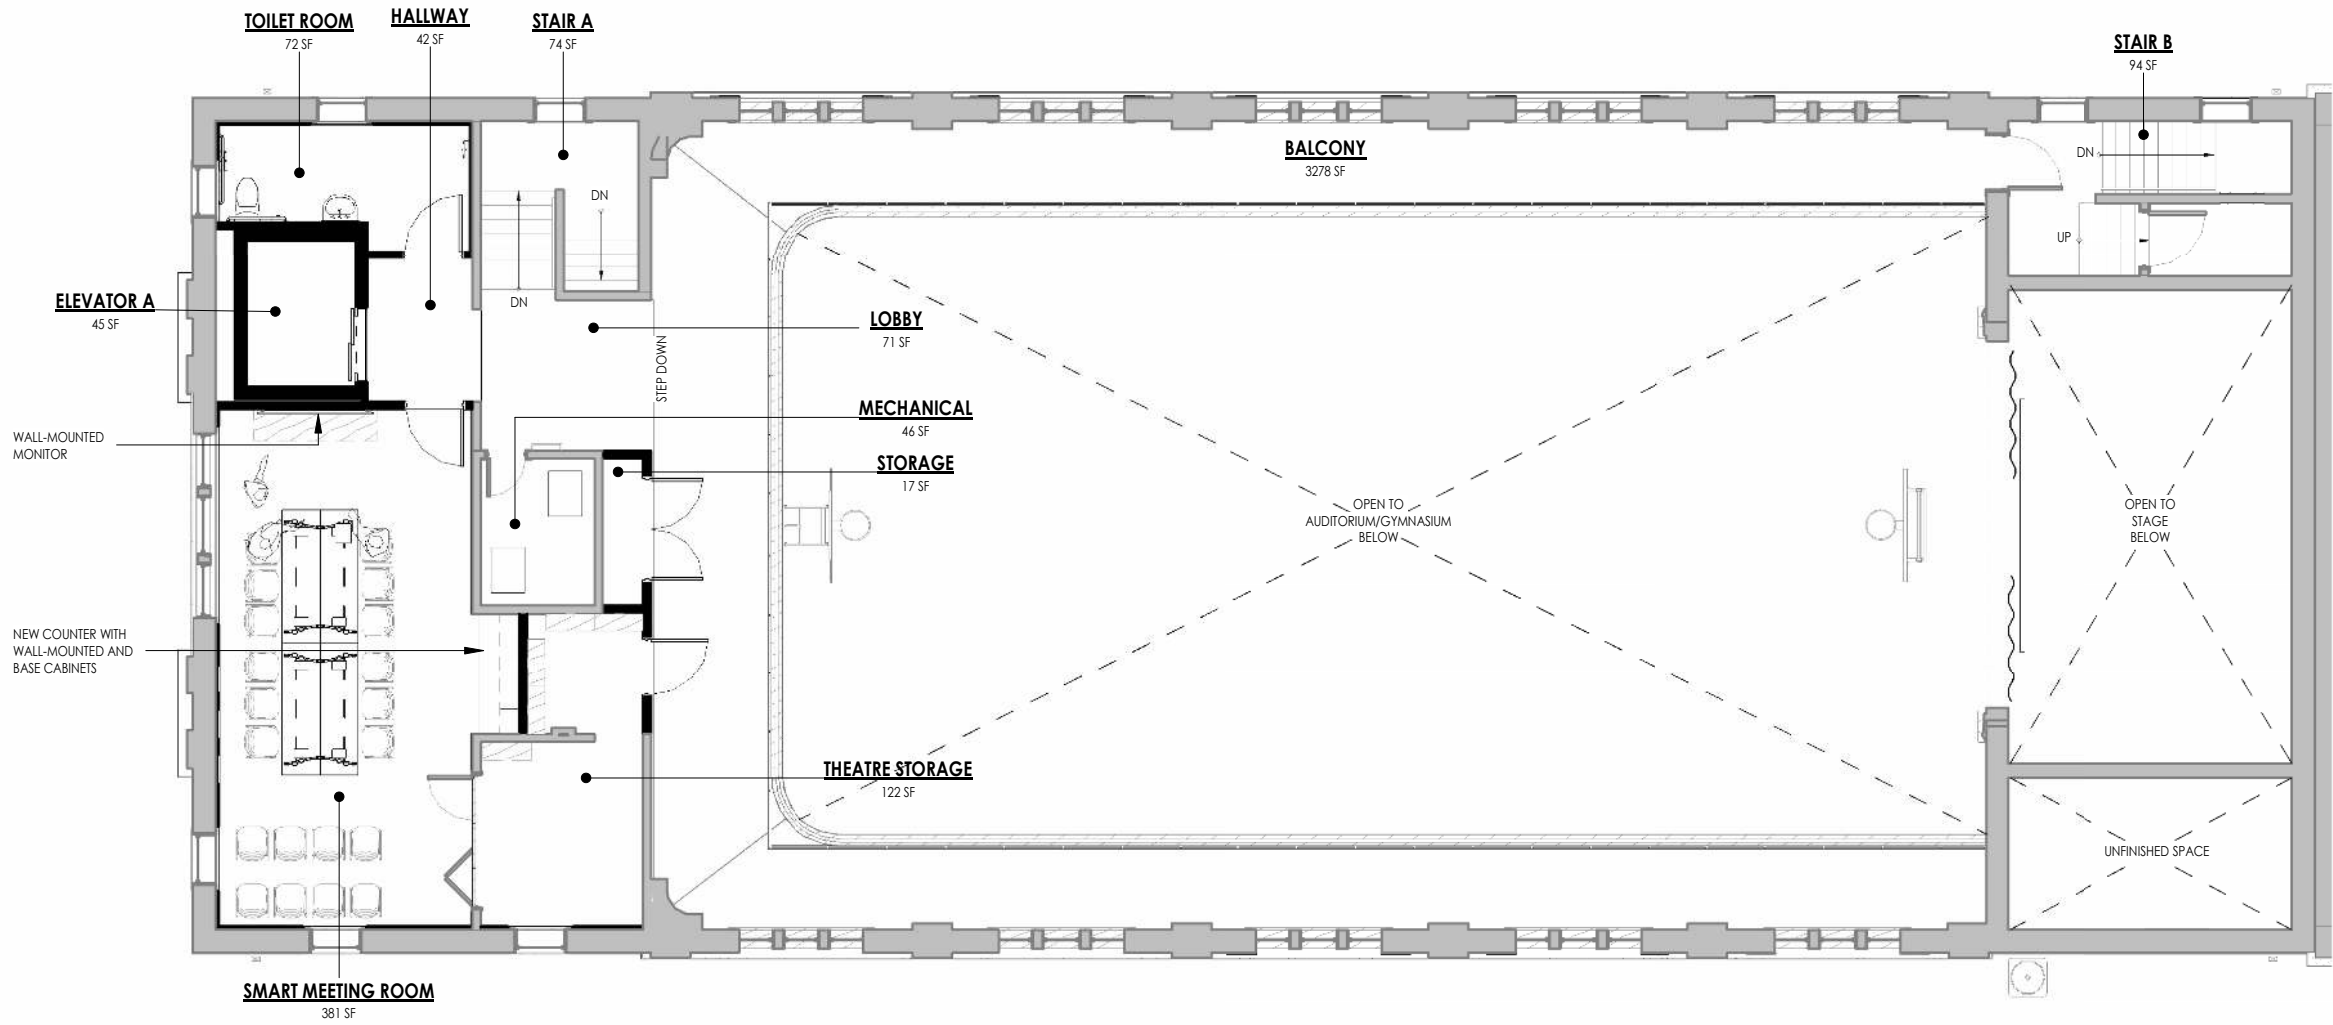 TOILET ROOM
72 SF
HALLWAY
42 SF
STAIR A
74 SF
STAIR B
94 SF
BALCONY
3278 SF
DN
DN
DN
UP
ELEVATOR A
45 SF
LOBBY
71 SF
STEP DOWN
MECHANICAL
46 SF
WALL-MOUNTED
MONITOR
STORAGE
17 SF
OPEN TO
AUDITORIUM/GYMNASIUM
BELOW
OPEN TO
STAGE
BELOW
NEW COUNTER WITH
WALL-MOUNTED AND
BASE CABINETS
THEATRE STORAGE
122 SF
UNFINISHED SPACE
SMART MEETING ROOM
381 SF